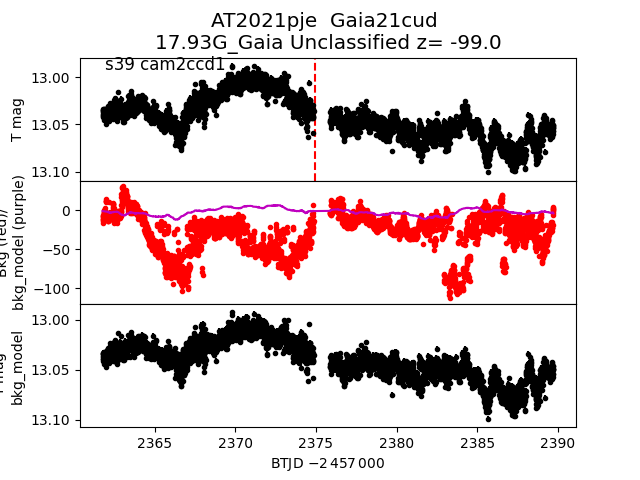 AT2021pje  Gaia21cud
17.93G_Gaia Unclassified z= -99.0
s39 cam2ccd1
13.00
13.05
13.10
T mag
0
−50
−100
Bkg (red)/
bkg_model (purple)
13.00
13.05
13.10
mag
bkg_model
2365 2370 2375 2380 2385 2390
BTJD −2 457 000